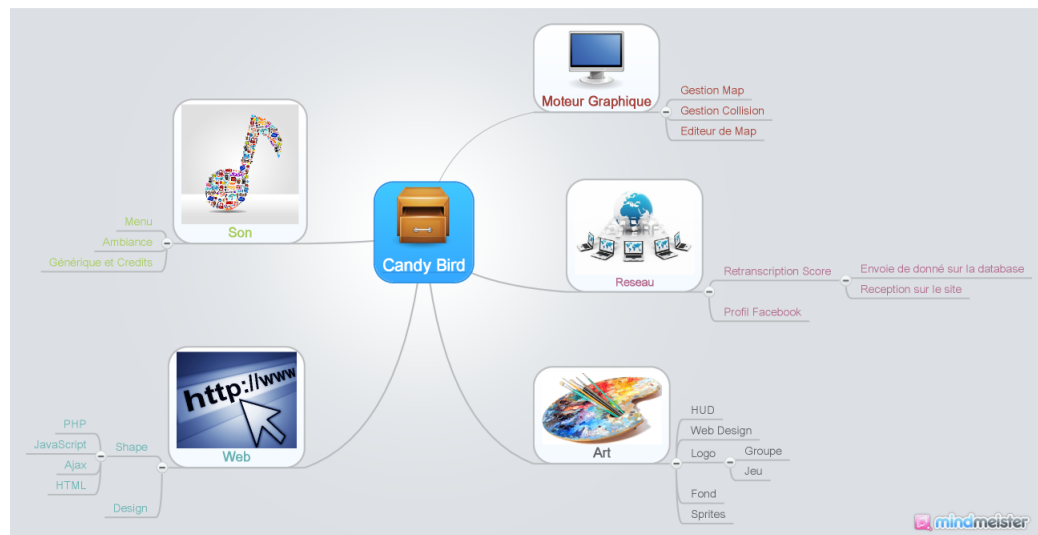 Moteur Graphique
Gestion Map
Gestion Collision
Editeur de Map
Son
Menu
Ambiance
Générique et Credits
Candy Bird
Reseau
Retranscription Score
Envoie de donné sur la database
Reception sur le site
Profil Facebook
http://www
Web
Shape
PHP
JavaScript
Ajax
HTML
Design
Art
HUD
Web Design
Logo
Groupe
Jeu
Fond
Sprites
mindmeister